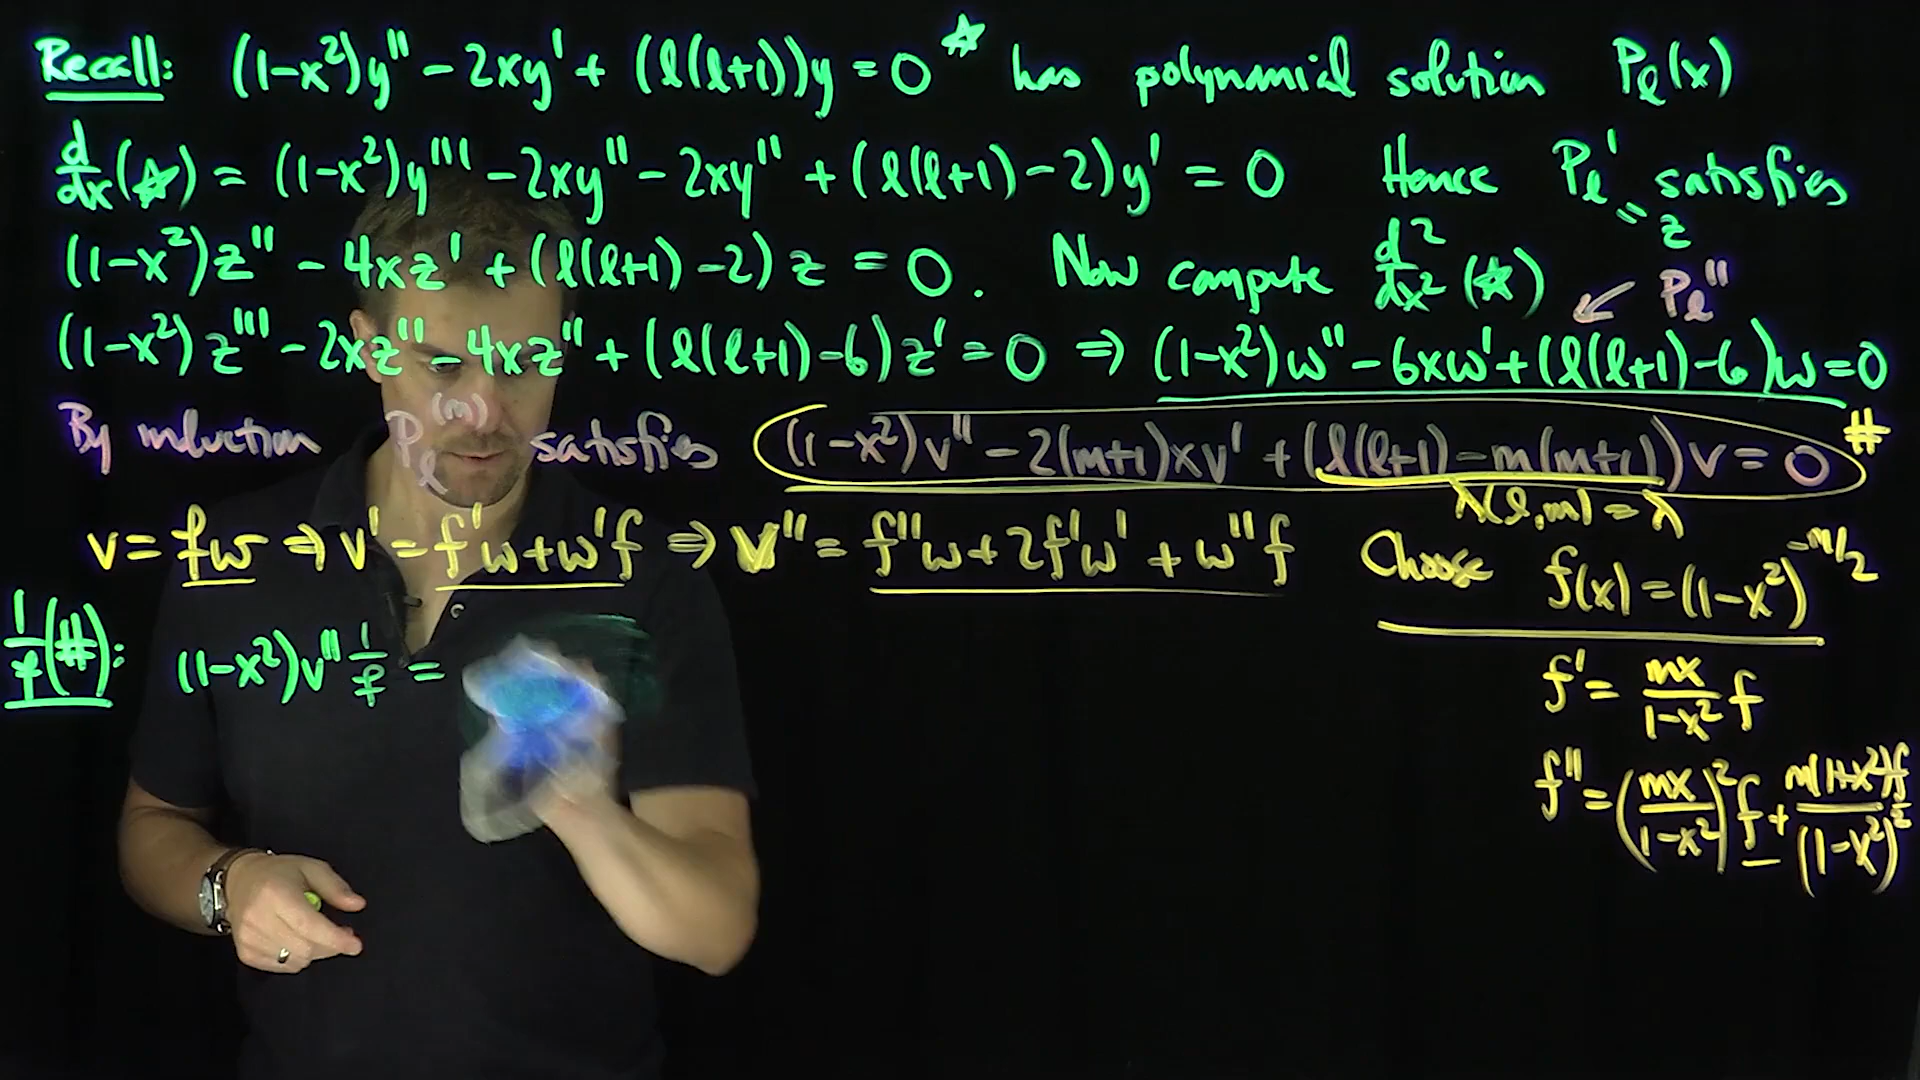 Recall: (1-x²)y'' - 2xy' + (l(l+1))y = 0 ☆ has polynomial solution Pₗ(x)
d/dx(☆) = (1-x²)y''' - 2xy'' - 2xy'' + (l(l+1)-2)y' = 0 Hence Pₗ' = z satisfies
(1-x²)z'' - 4xz' + (l(l+1)-2)z = 0. Now compute d²/dx²(☆)
(1-x²)z''' - 2xz'' - 4xz'' + (l(l+1)-6)z' = 0 ⇒ (1-x²)w'' - 6xw' + (l(l+1)-6)w = 0 ↙ Pₗ''
By induction Pₗ^(m) satisfies (1-x²)v'' - 2(m+1)xv' + (l(l+1) - m(m+1))v = 0 #
λ(l,m) = λ
v = fw ⇒ v' = f'w + w'f ⇒ v'' = f''w + 2f'w' + w''f Choose f(x) = (1-x²)^(-m/2)
1/f(#): (1-x²)v'' 1/f =
f' = mx/(1-x²) f
f'' = (mx/(1-x²))² f + m(1+x²)f/(1-x²)²